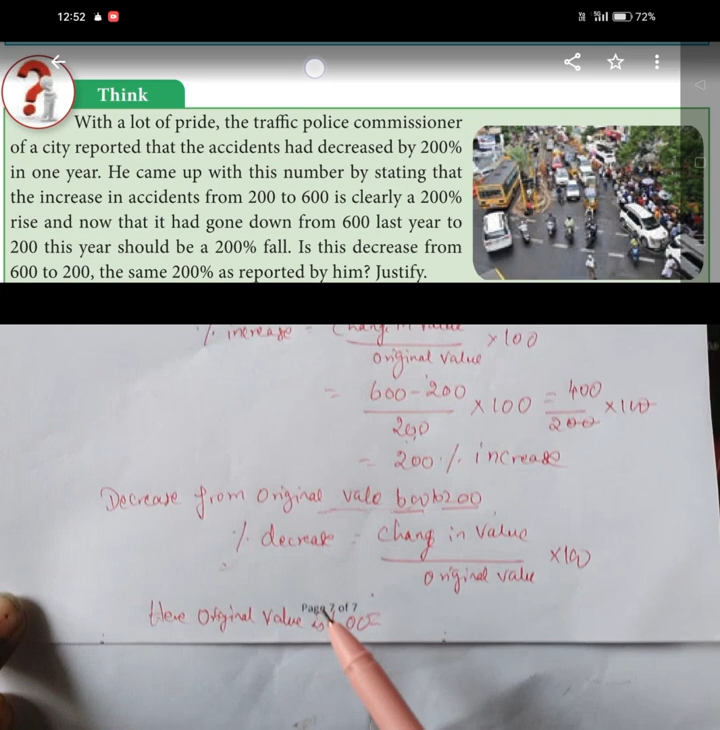 12:52
72%
Think
With a lot of pride, the traffic police commissioner
of a city reported that the accidents had decreased by 200%
in one year. He came up with this number by stating that
the increase in accidents from 200 to 600 is clearly a 200%
rise and now that it had gone down from 600 last year to
200 this year should be a 200% fall. Is this decrease from
600 to 200, the same 200% as reported by him? Justify.
% increase = Change in value × 100
original value
= 600 - 200 × 100 = 400 × 100
200 200
= 200 % increase
Decrease from original
% decrease = Chang in value × 100
original value
Page 7 of 7
Here original value is